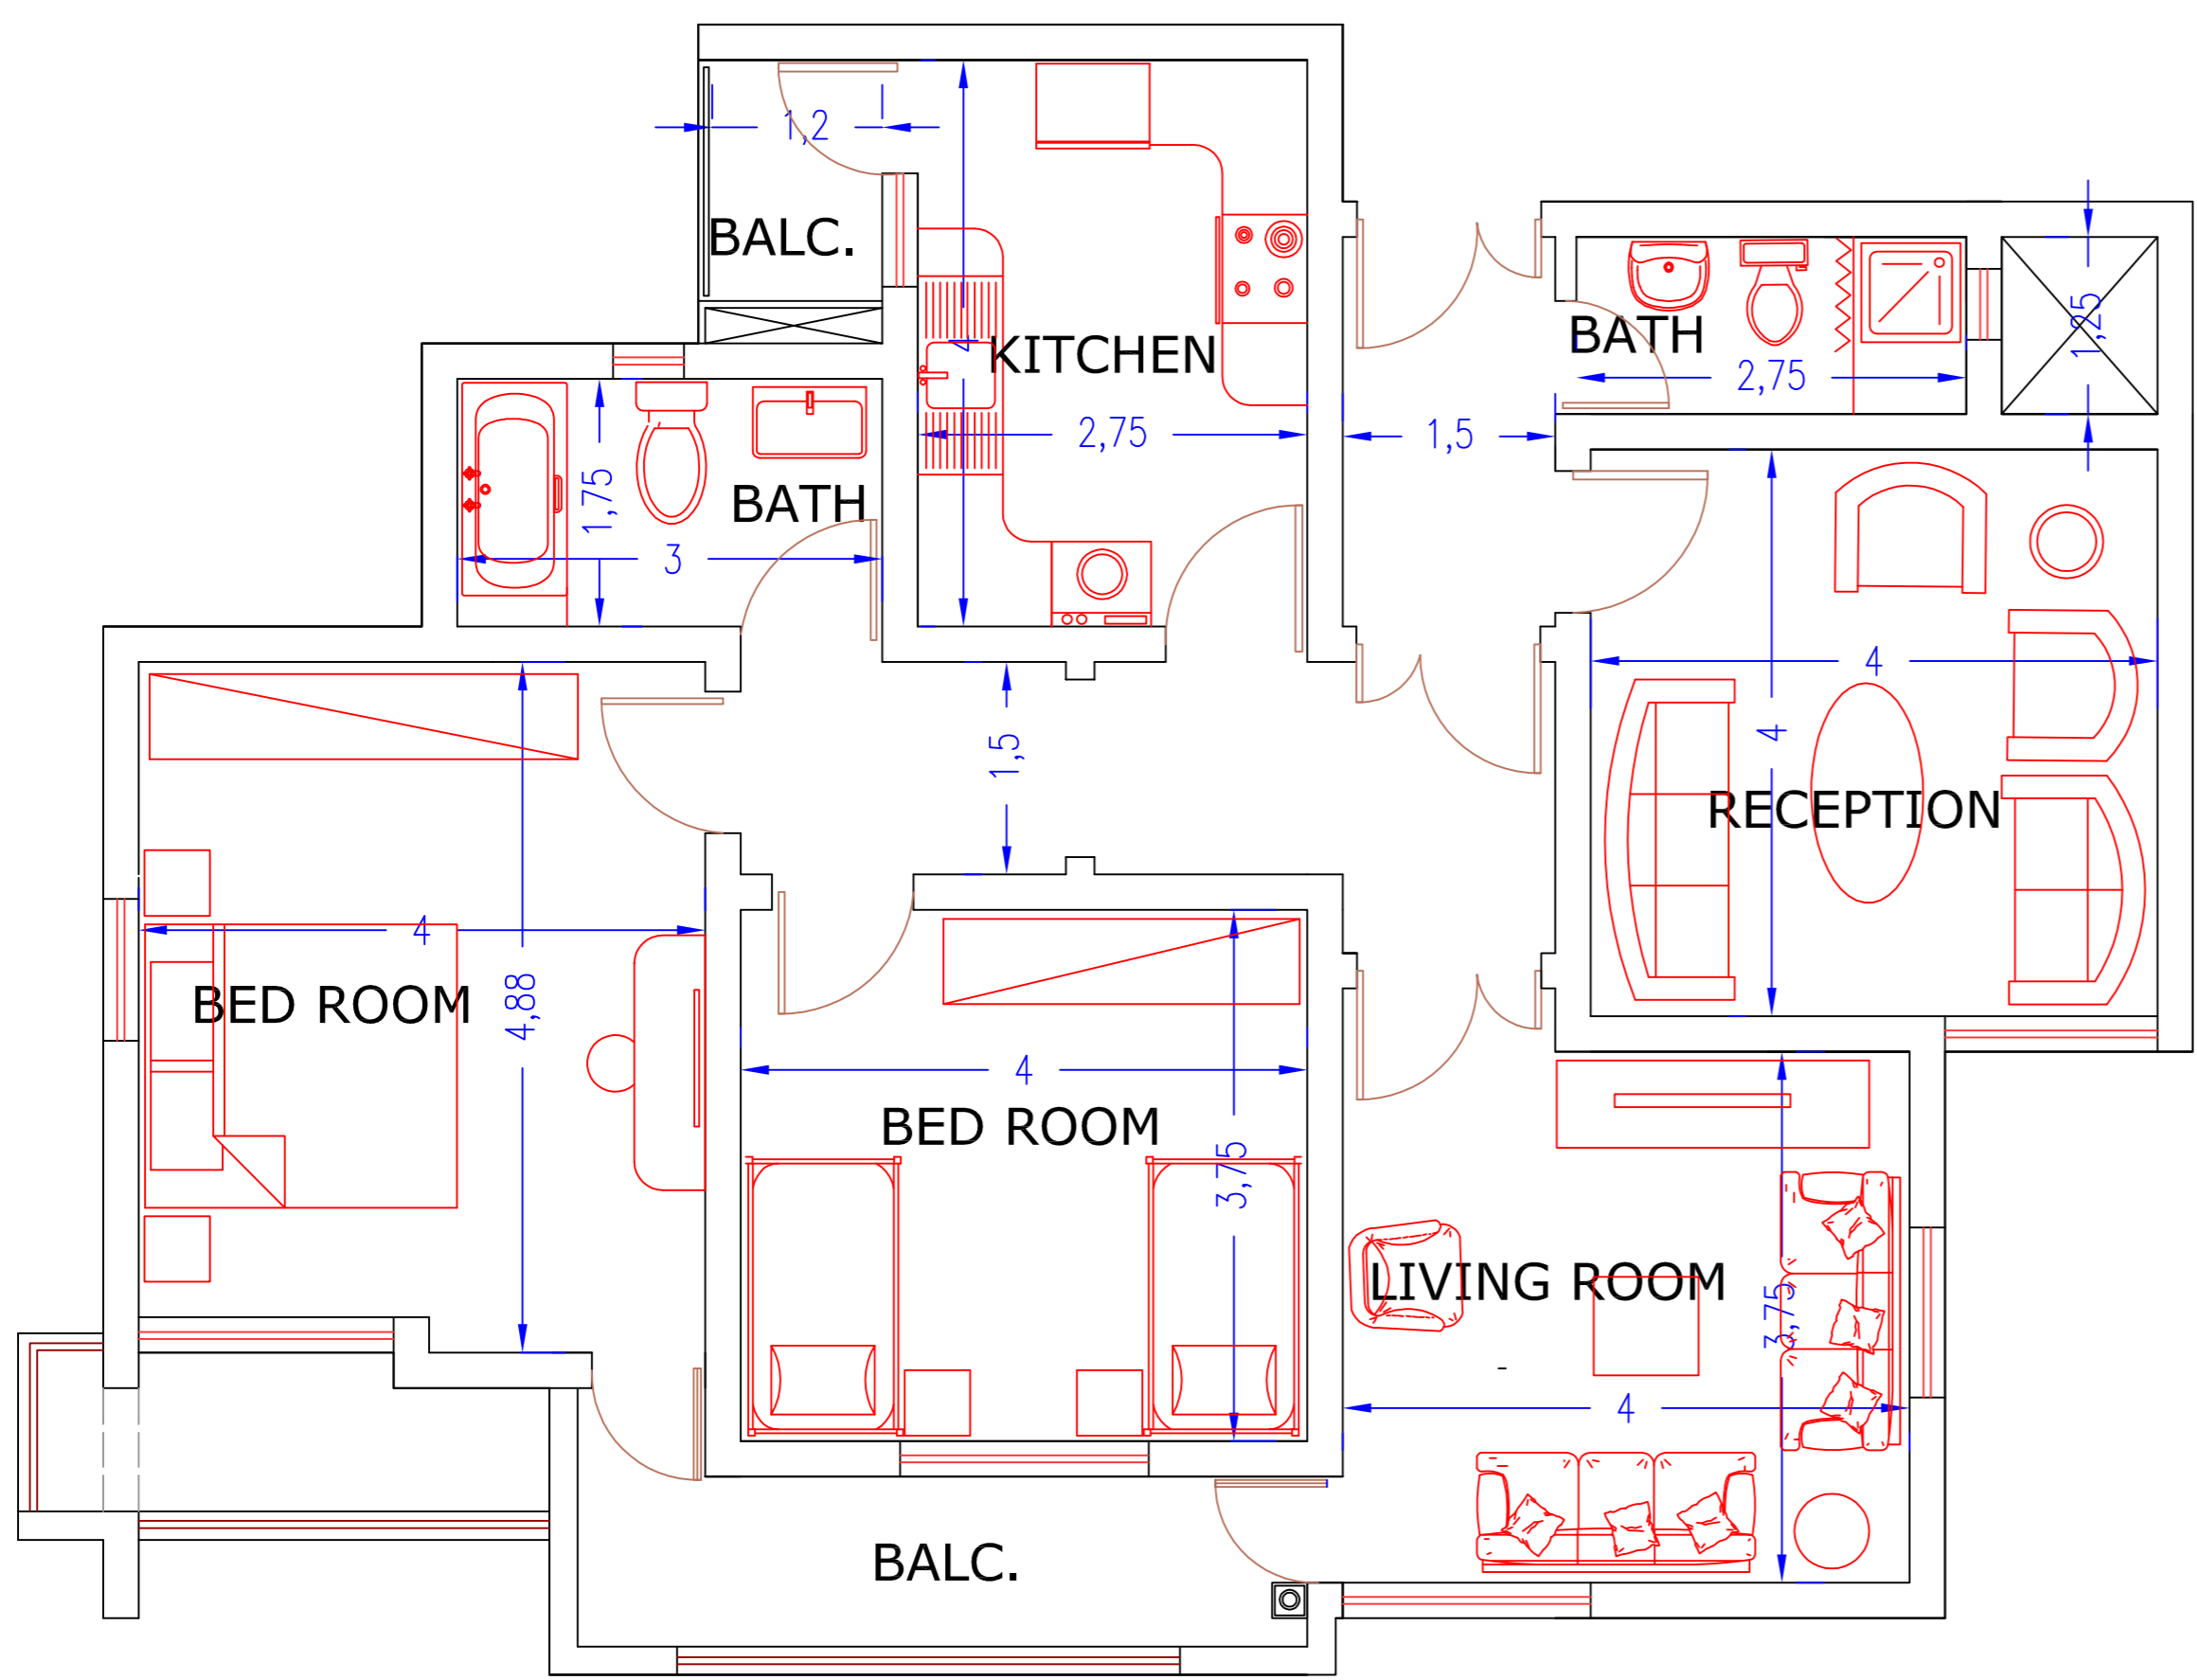 1,2
BALC.
4
KITCHEN
BATH
2,75
1,25
2,75
1,5
1,75
BATH
3
4
1,5
4
RECEPTION
4
BED ROOM
4,88
4
BED ROOM
3,75
LIVING ROOM
3,75
4
BALC.